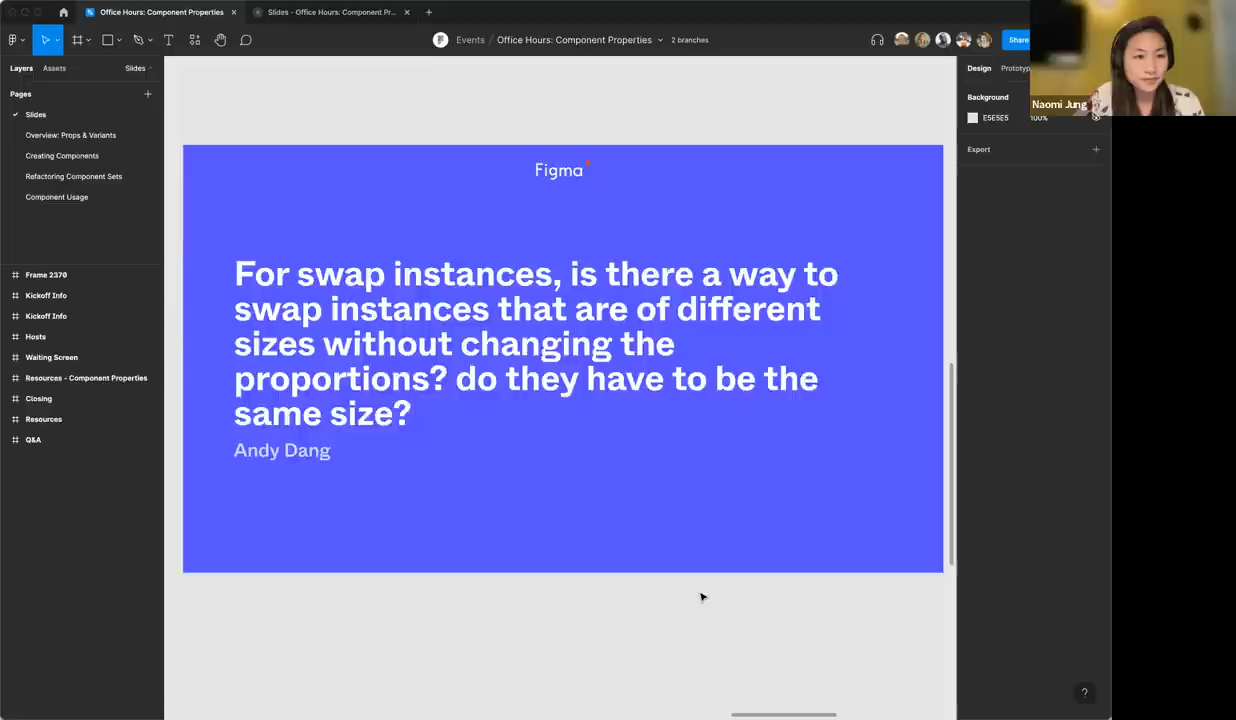 Office Hours: Component Properties
Slides - Office Hours: Component Pr...
Events / Office Hours: Component Properties
2 branches
Share
Layers
Assets
Slides
Design
Prototyp
Pages
Slides
Overview: Props & Variants
Creating Components
Refactoring Component Sets
Component Usage
Frame 2370
Kickoff Info
Kickoff Info
Hosts
Waiting Screen
Resources - Component Properties
Closing
Resources
Q&A
Figma
For swap instances, is there a way to
swap instances that are of different
sizes without changing the
proportions? do they have to be the
same size?
Andy Dang
Background
E5E5E5
100%
Export
Naomi Jung
?